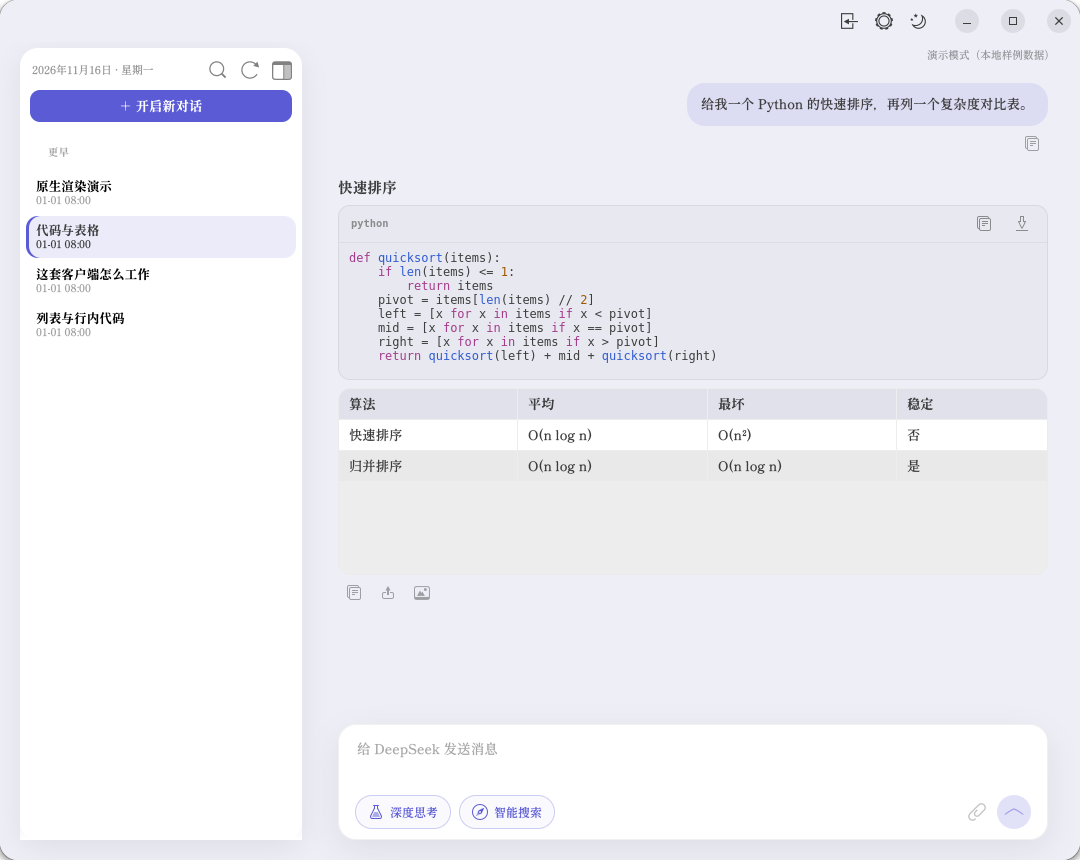 2026年11月16日 · 星期一
+ 开启新对话
更早
原生渲染演示
01-01 08:00
代码与表格
01-01 08:00
这套客户端怎么工作
01-01 08:00
列表与行内代码
01-01 08:00
演示模式（本地样例数据）
给我一个 Python 的快速排序，再列一个复杂度对比表。
快速排序
python
def quicksort(items):
    if len(items) <= 1:
        return items
    pivot = items[len(items) // 2]
    left = [x for x in items if x < pivot]
    mid = [x for x in items if x == pivot]
    right = [x for x in items if x > pivot]
    return quicksort(left) + mid + quicksort(right)
算法 平均 最坏 稳定
快速排序 O(n log n) O(n²) 否
归并排序 O(n log n) O(n log n) 是
给 DeepSeek 发送消息
深度思考 智能搜索